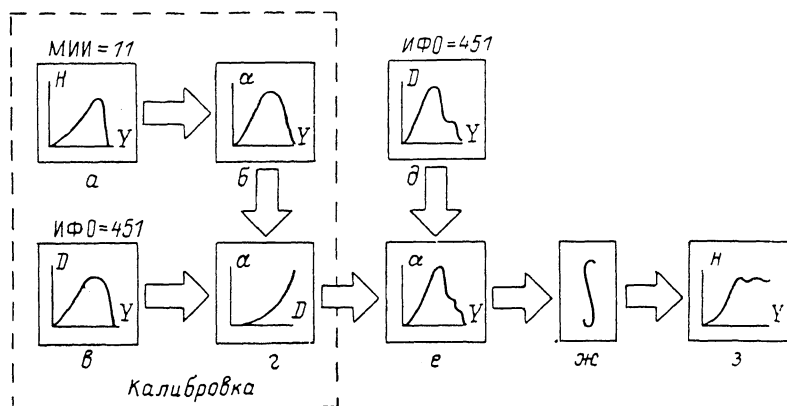 МИИ = 11
ИФО=451
H
Y
α
Y
D
Y
а
б
д
ИФО=451
D
Y
α
D
α
Y
H
Y
в
г
е
ж
з
Калибровка